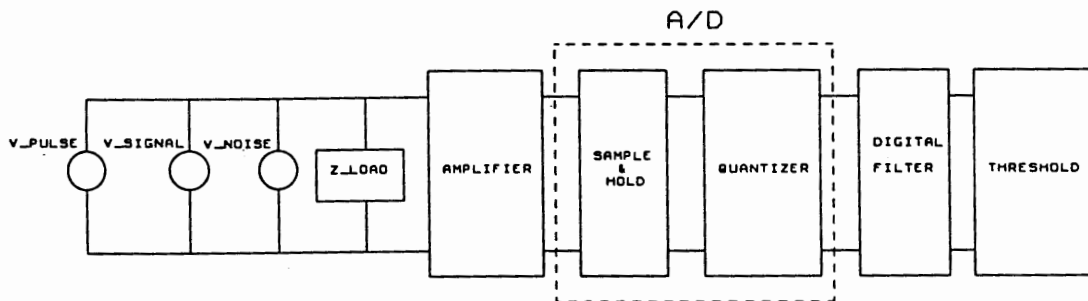 A/D
V_PULSE
V_SIGNAL
V_NOISE
Z_LOAD
AMPLIFIER
SAMPLE
&
HOLD
QUANTIZER
DIGITAL
FILTER
THRESHOLD